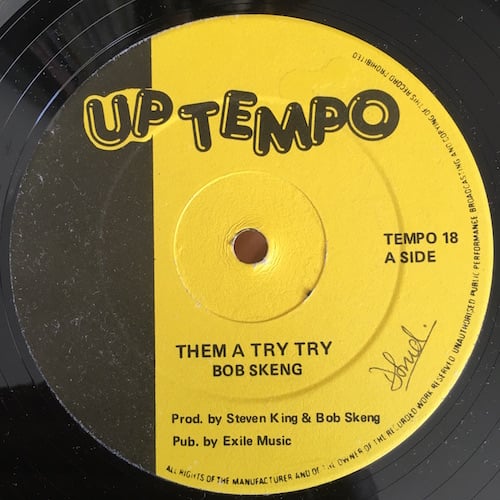 UP TEMPO
TEMPO 18
A SIDE
THEM A TRY TRY
BOB SKENG
Prod. by Steven King & Bob Skeng
Pub. by Exile Music
ALL RIGHTS OF THE MANUFACTURER AND OF THE OWNER OF THE RECORDED WORK RESERVED UNAUTHORISED PUBLIC PERFORMANCE BROADCASTING AND COPYING OF THIS RECORD PROHIBITED